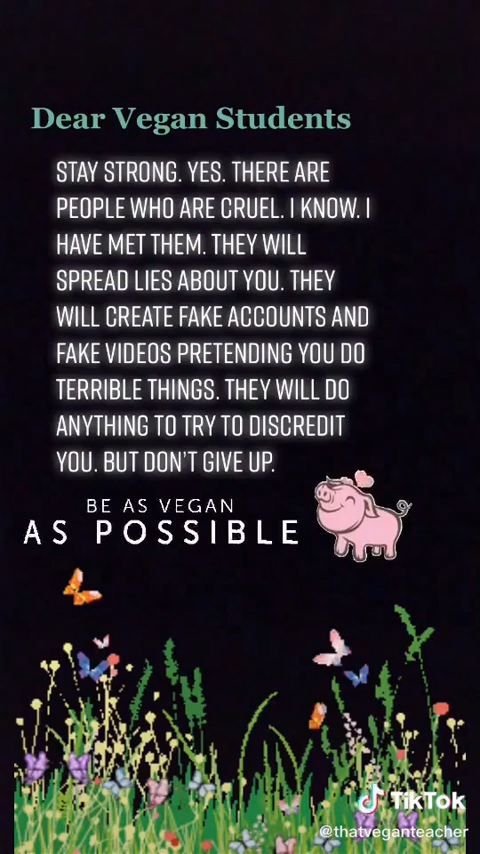 Dear Vegan Students
STAY STRONG. YES. THERE ARE
PEOPLE WHO ARE CRUEL. I KNOW. I
HAVE MET THEM. THEY WILL
SPREAD LIES ABOUT YOU. THEY
WILL CREATE FAKE ACCOUNTS AND
FAKE VIDEOS PRETENDING YOU DO
TERRIBLE THINGS. THEY WILL DO
ANYTHING TO TRY TO DISCREDIT
YOU. BUT DON'T GIVE UP.
BE AS VEGAN
AS POSSIBLE
TikTok
@thatveganteacher